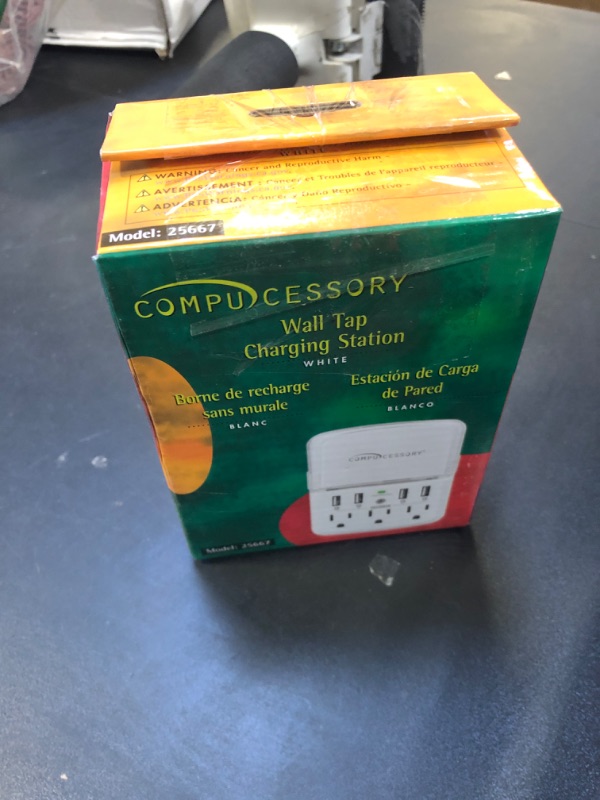 WARNING: Cancer and Reproductive Harm -
AVERTISSEMENT : Cancer et Troubles de l'appareil reproducteur -
ADVERTENCIA: Cáncer y Daño Reproductivo -
Model: 25667
COMPUCESSORY
Wall Tap
Charging Station
WHITE
Borne de recharge
sans murale
BLANC
Estación de Carga
de Pared
BLANCO
COMPUCESSORY
Model: 25667